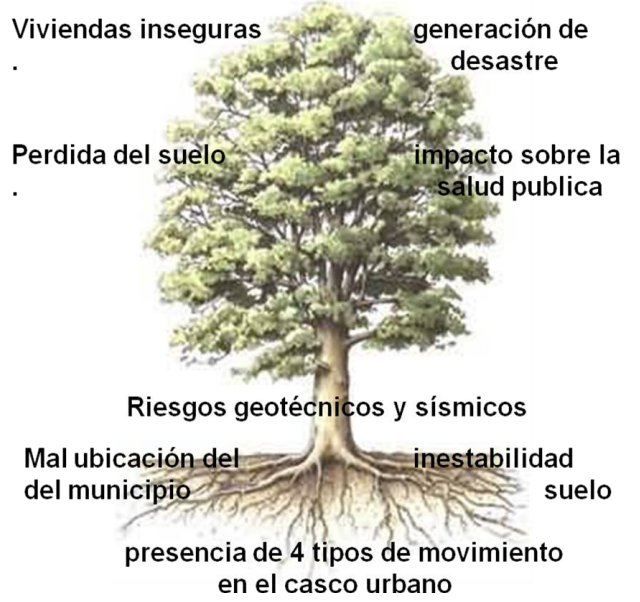 Viviendas inseguras generación de
. desastre
Perdida del suelo impacto sobre la
. salud publica
Riesgos geotécnicos y sísmicos
Mal ubicación del inestabilidad
del municipio suelo
presencia de 4 tipos de movimiento
en el casco urbano